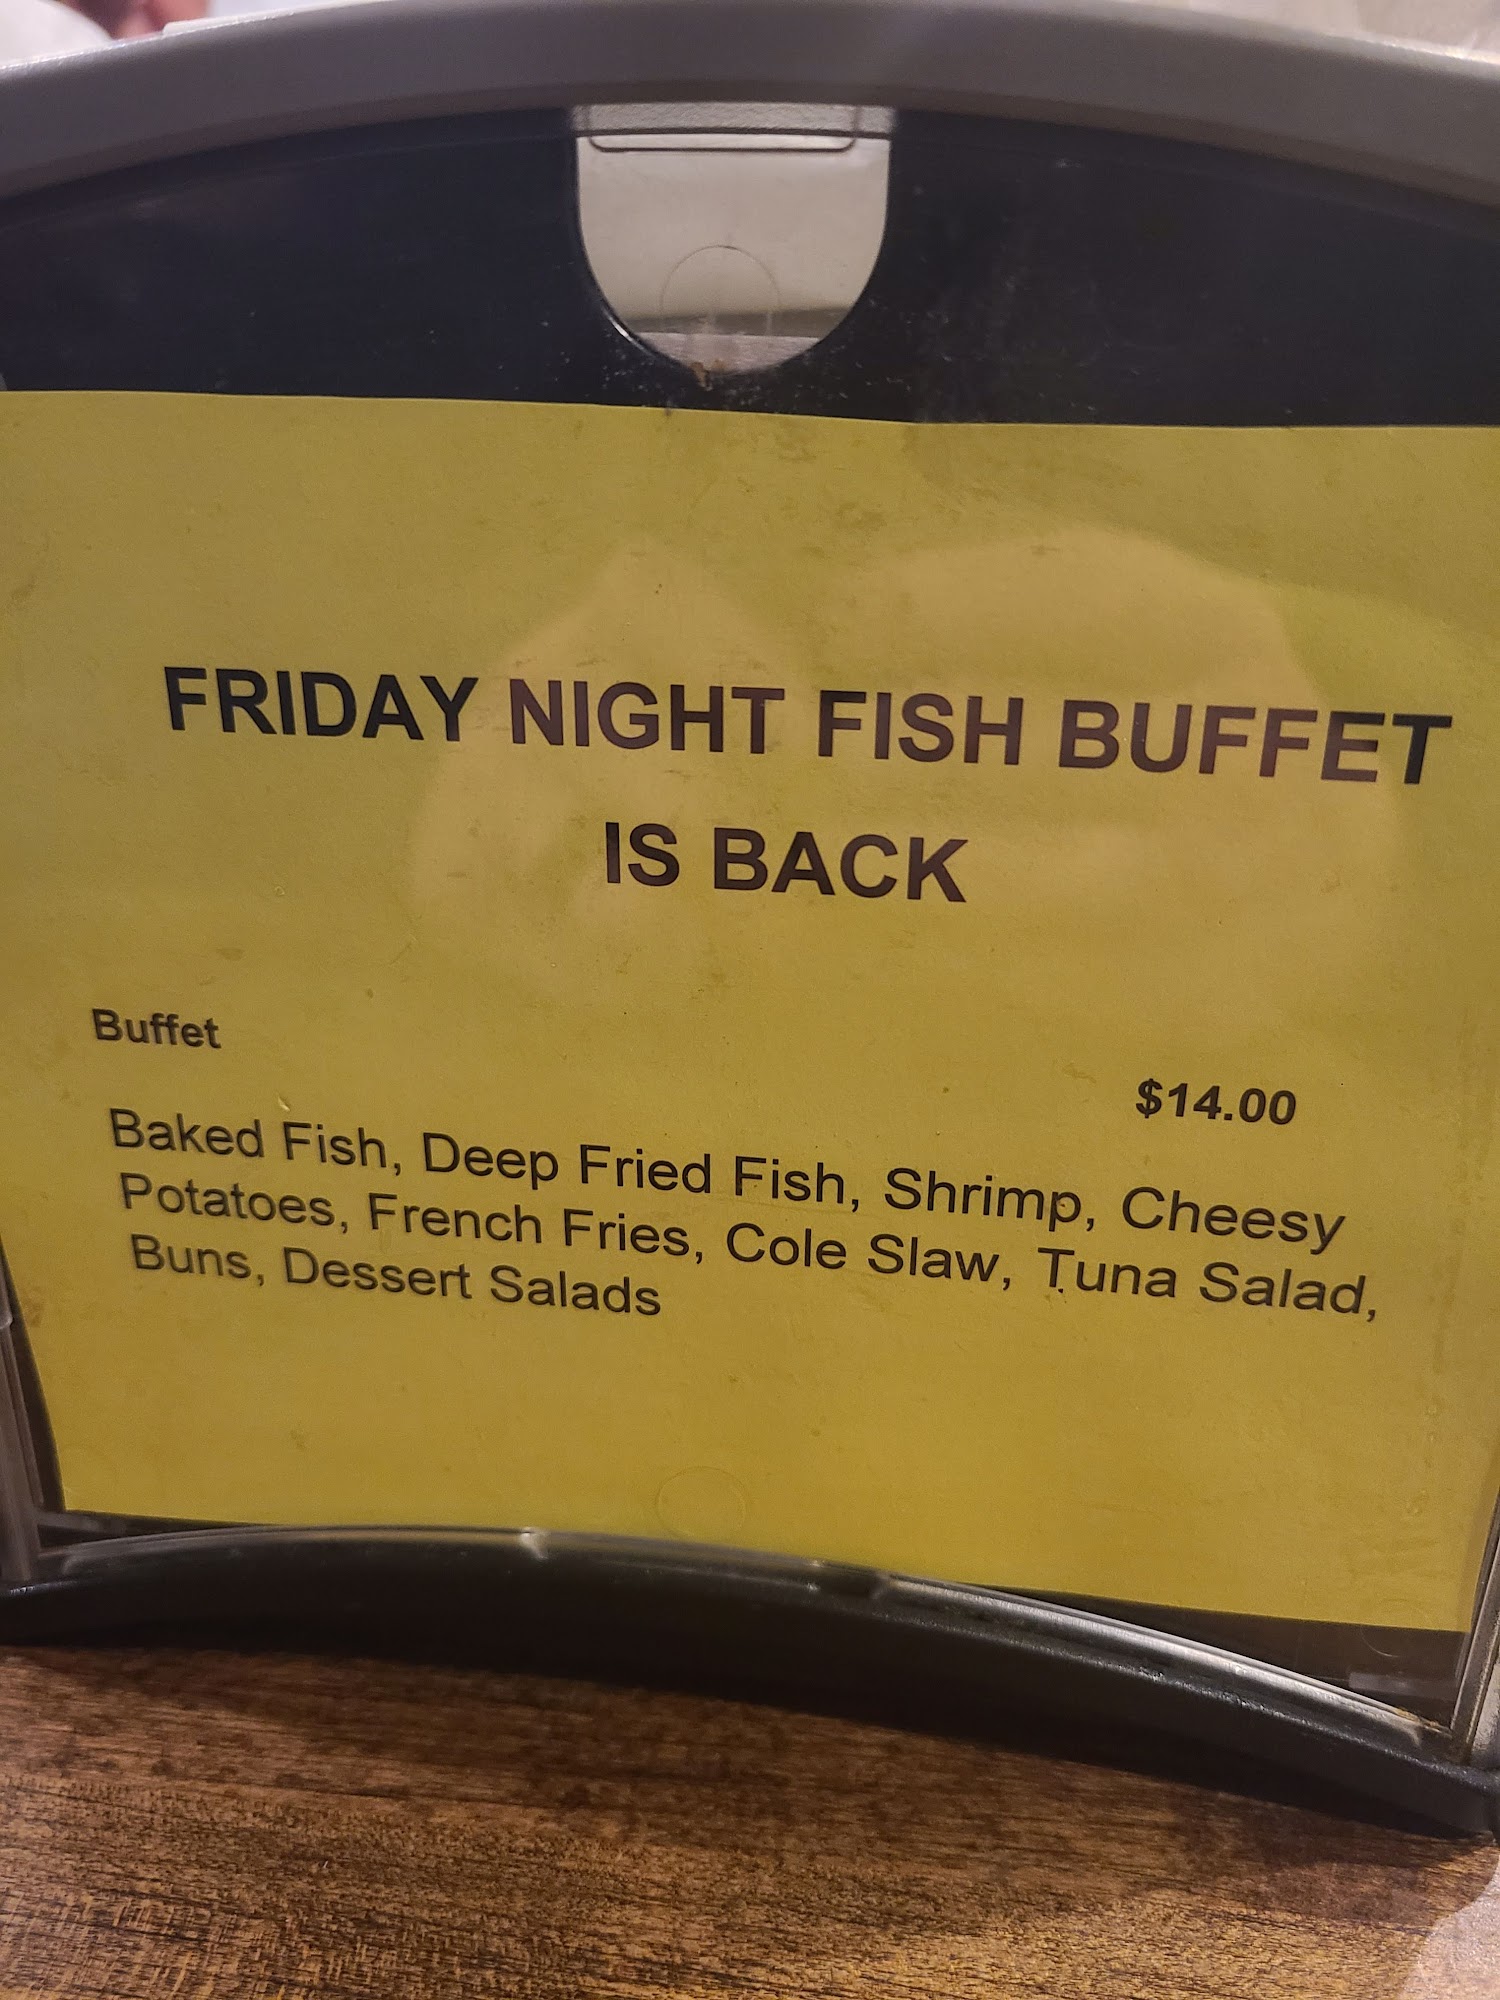 FRIDAY NIGHT FISH BUFFET
IS BACK
Buffet
$14.00
Baked Fish, Deep Fried Fish, Shrimp, Cheesy
Potatoes, French Fries, Cole Slaw, Tuna Salad,
Buns, Dessert Salads